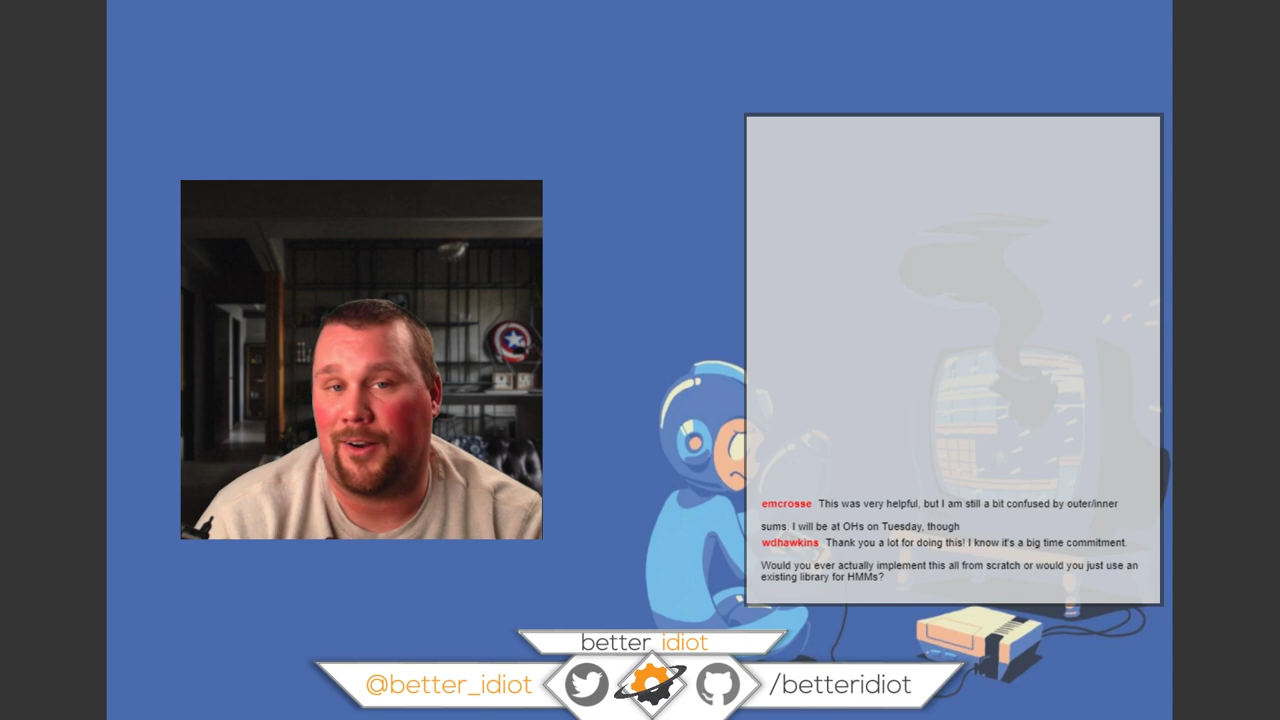 emcrosse This was very helpful, but I am still a bit confused by outer/inner
sums. I will be at OHs on Tuesday, though
wdhawkins Thank you a lot for doing this! I know it's a big time commitment.
Would you ever actually implement this all from scratch or would you just use an
existing library for HMMs?
better idiot
@better_idiot /betteridiot